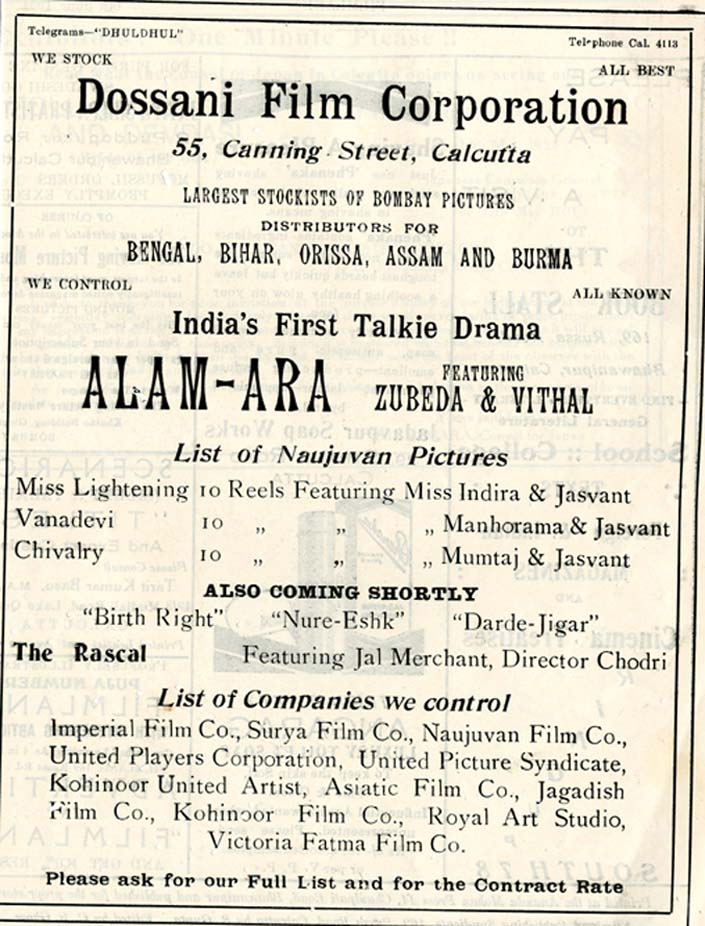 Telegrams—"DHULDHUL"
Telephone Cal. 4113
WE STOCK
ALL BEST
Dossani Film Corporation
55, Canning Street, Calcutta
LARGEST STOCKISTS OF BOMBAY PICTURES
DISTRIBUTORS FOR
BENGAL, BIHAR, ORISSA, ASSAM AND BURMA
WE CONTROL
ALL KNOWN
India's First Talkie Drama
ALAM-ARA FEATURING ZUBEDA & VITHAL
List of Naujuvan Pictures
Miss Lightening 10 Reels Featuring Miss Indira & Jasvant
Vanadevi 10 „ „ „ Manhorama & Jasvant
Chivalry 10 „ „ „ Mumtaj & Jasvant
ALSO COMING SHORTLY
"Birth Right" "Nure-Eshk" "Darde-Jigar"
The Rascal Featuring Jal Merchant, Director Chodri
List of Companies we control
Imperial Film Co., Surya Film Co., Naujuvan Film Co.,
United Players Corporation, United Picture Syndicate,
Kohinoor United Artist, Asiatic Film Co., Jagadish
Film Co., Kohinoor Film Co., Royal Art Studio,
Victoria Fatma Film Co.
Please ask for our Full List and for the Contract Rate